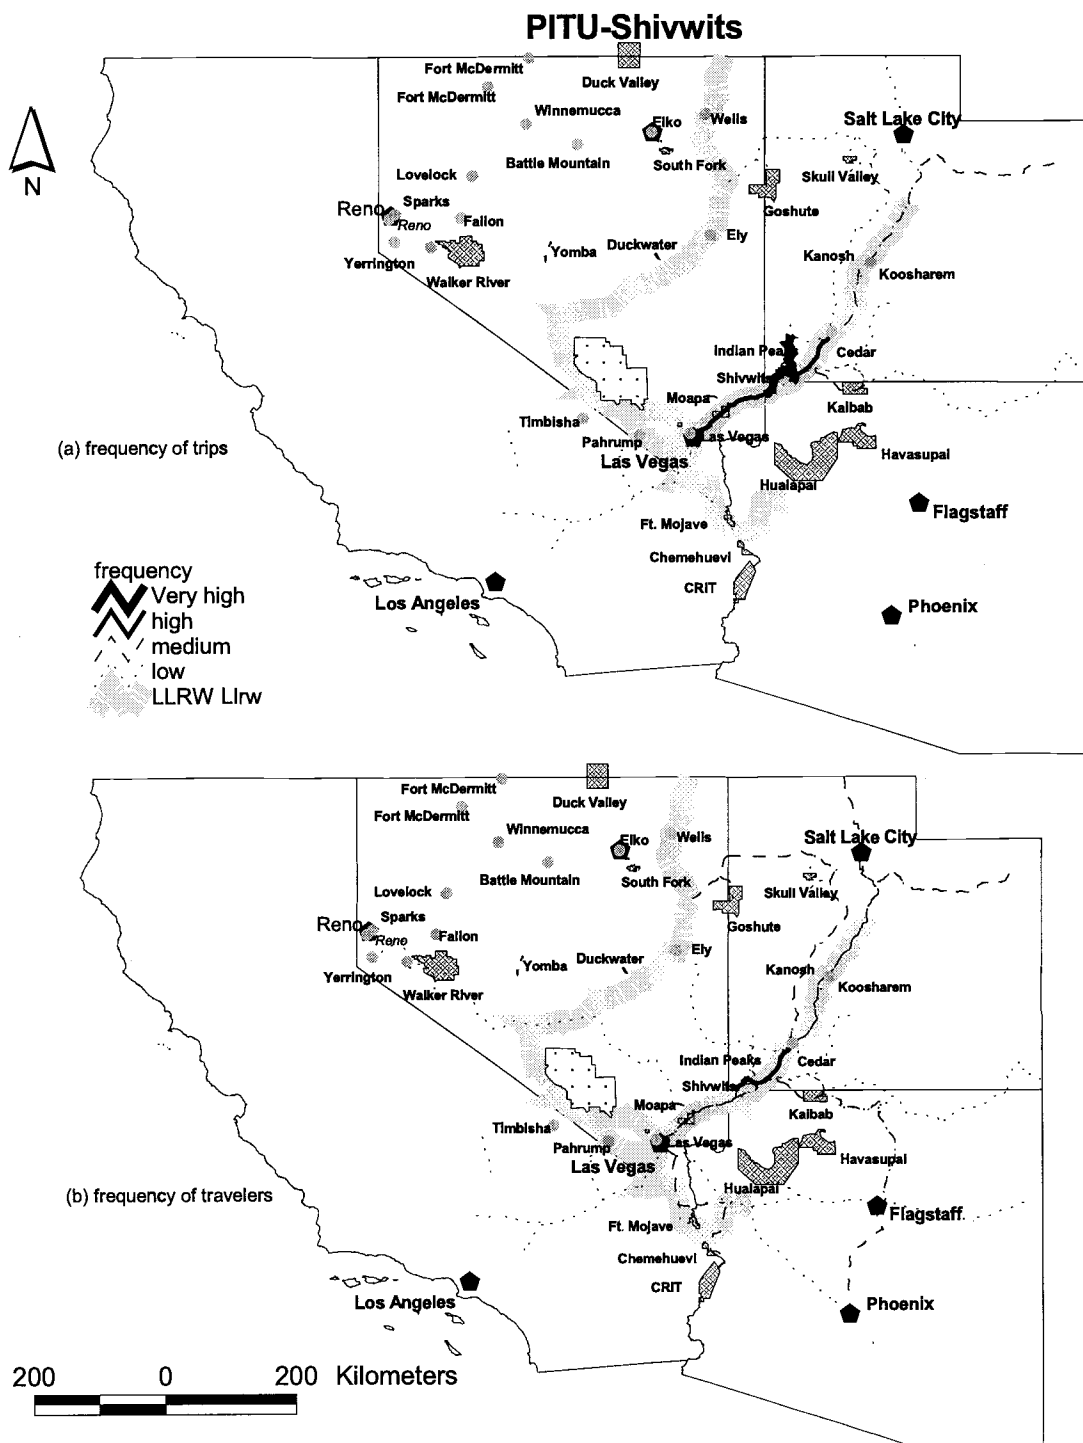 PITU-Shivwits
Fort McDermitt
Duck Valley
Fort McDermitt
Winnemucca
Elko
Wells
Salt Lake City
Battle Mountain
South Fork
Skull Valley
N
Lovelock
Sparks
Goshute
Reno
Reno
Fallon
Ely
Yomba
Duckwater
Kanosh
Yerrington
Koosharem
Walker River
Indian Peaks
Cedar
Shivwits
Moapa
Kaibab
Timbisha
Las Vegas
(a) frequency of trips
Pahrump
Las Vegas
Havasupai
Hualapai
Flagstaff
Ft. Mojave
Chemehuevi
frequency
CRIT
Very high
Los Angeles
Phoenix
high
medium
low
LLRW Llrw
Fort McDermitt
Duck Valley
Fort McDermitt
Winnemucca
Elko
Wells
Salt Lake City
Battle Mountain
South Fork
Skull Valley
Lovelock
Sparks
Goshute
Reno
Reno
Fallon
Ely
Yomba
Duckwater
Kanosh
Yerrington
Koosharem
Walker River
Indian Peaks
Cedar
Shivwits
Moapa
Kaibab
Timbisha
Las Vegas
Pahrump
Las Vegas
Havasupai
(b) frequency of travelers
Hualapai
Flagstaff
Ft. Mojave
Chemehuevi
CRIT
Los Angeles
Phoenix
200 0 200 Kilometers